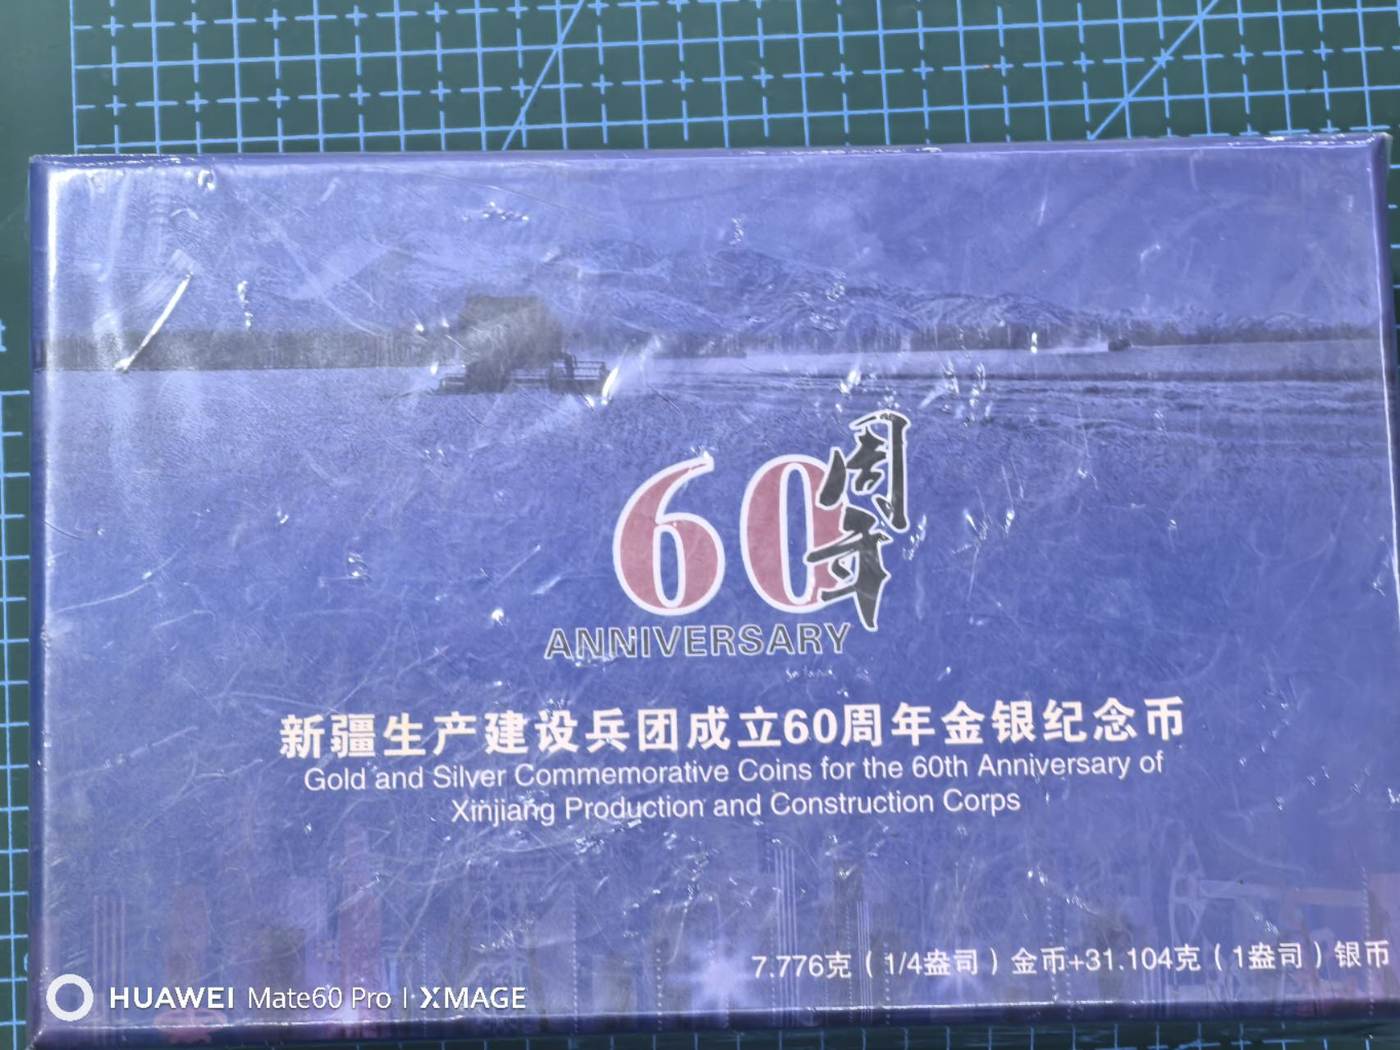 60周年
ANNIVERSARY
新疆生产建设兵团成立60周年金银纪念币
Gold and Silver Commemorative Coins for the 60th Anniversary of
Xinjiang Production and Construction Corps
7.776克（1/4盎司）金币+31.104克（1盎司）银币
HUAWEI Mate60 Pro | XMAGE